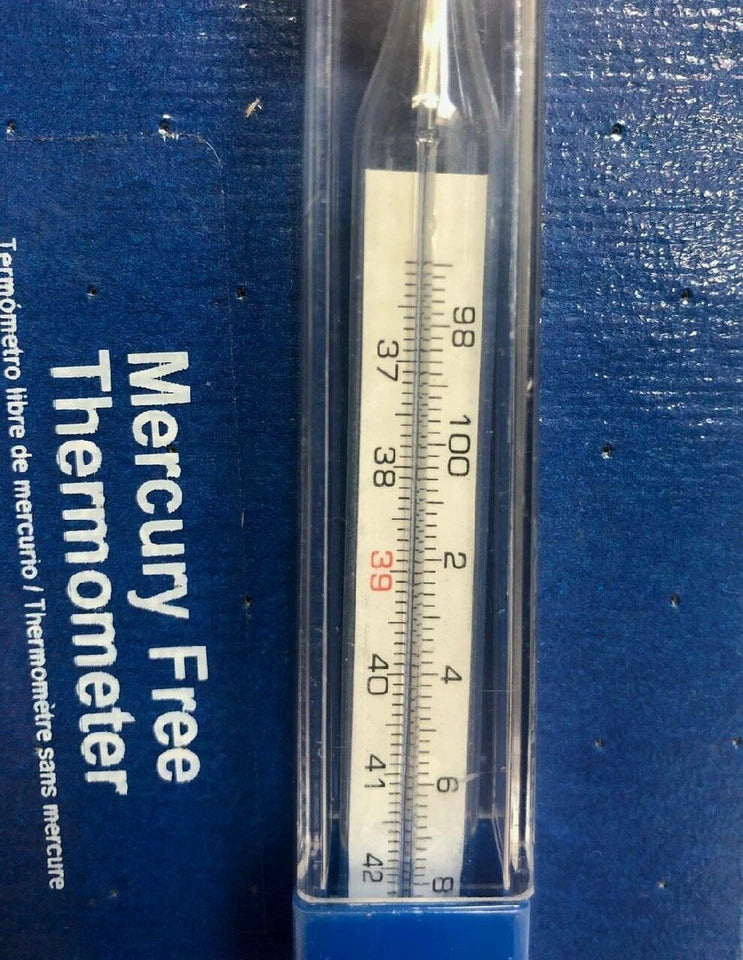 Mercury Free
Thermometer
Termómetro libre de mercurio / Thermomètre sans mercure
98 100 2 4 6 8
37 38 39 40 41 42